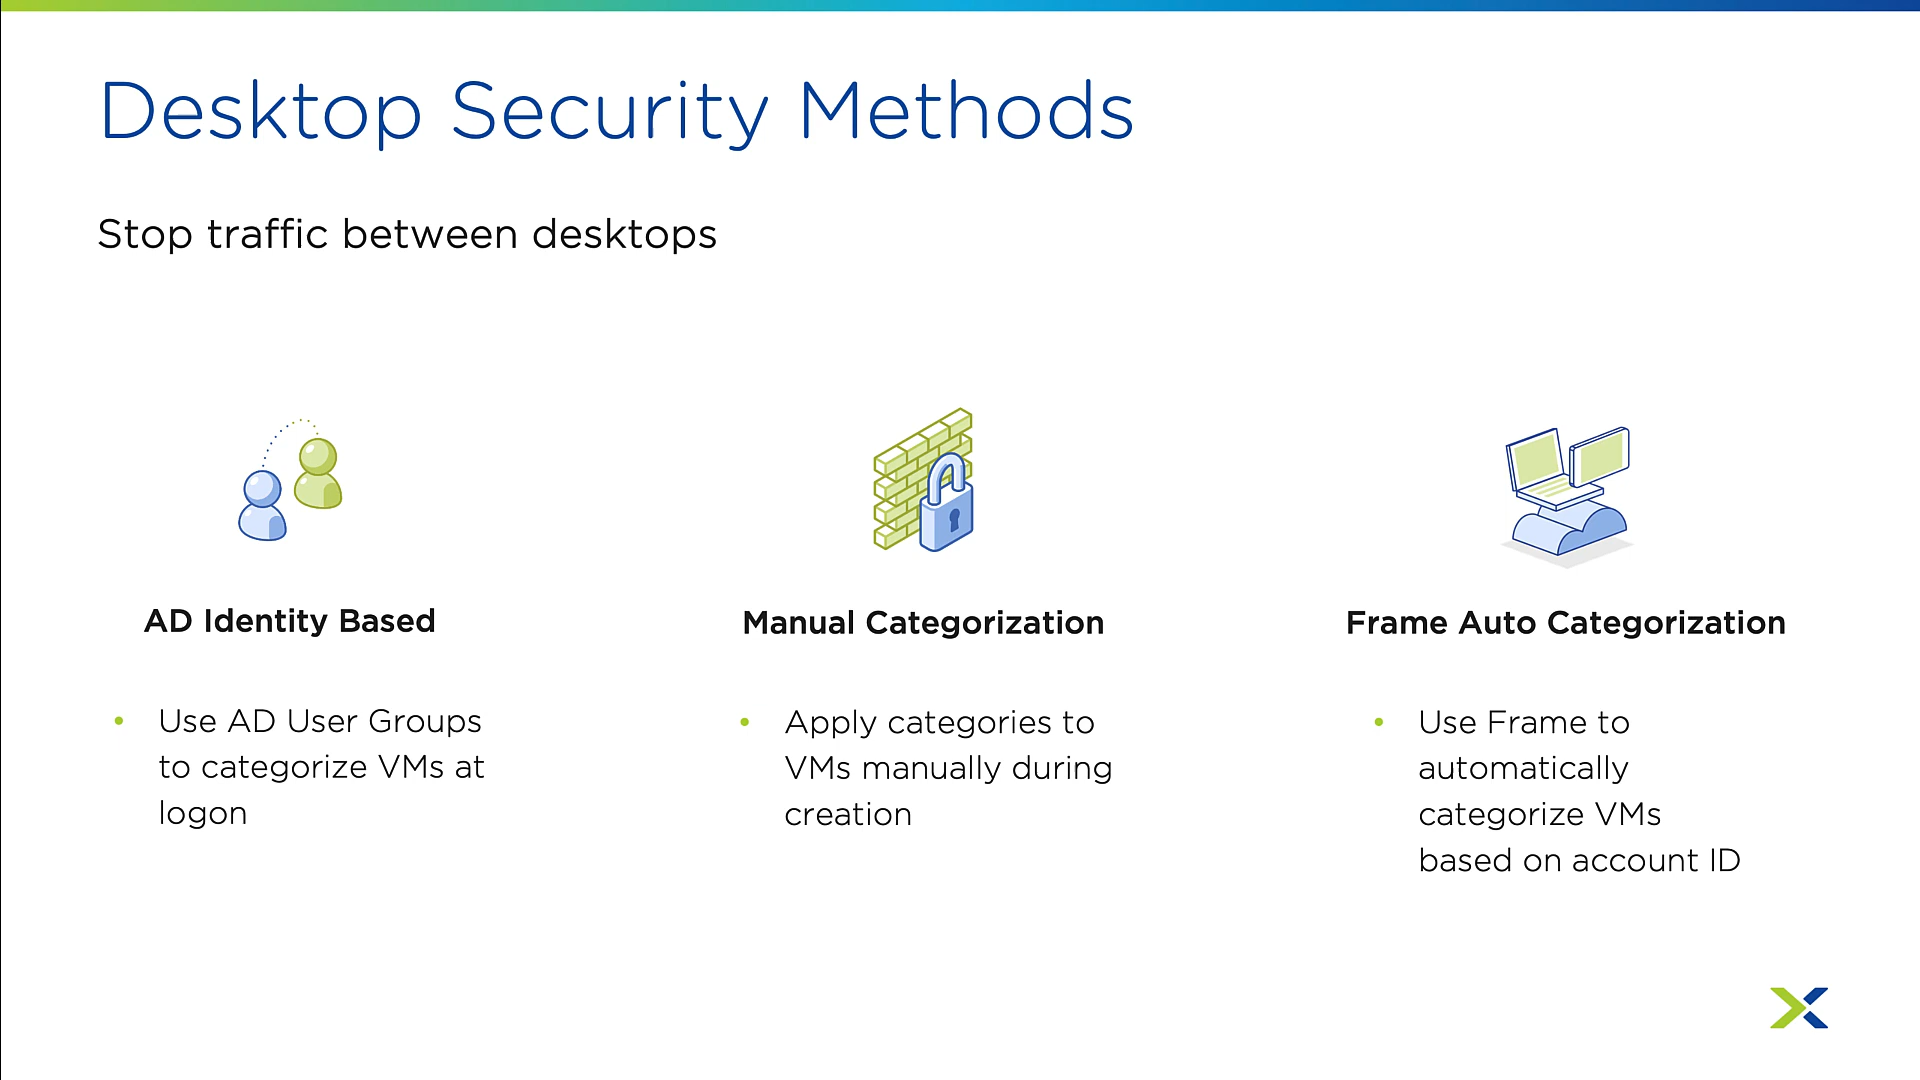 Desktop Security Methods
Stop traffic between desktops
AD Identity Based
• Use AD User Groups
to categorize VMs at
logon
Manual Categorization
• Apply categories to
VMs manually during
creation
Frame Auto Categorization
• Use Frame to
automatically
categorize VMs
based on account ID